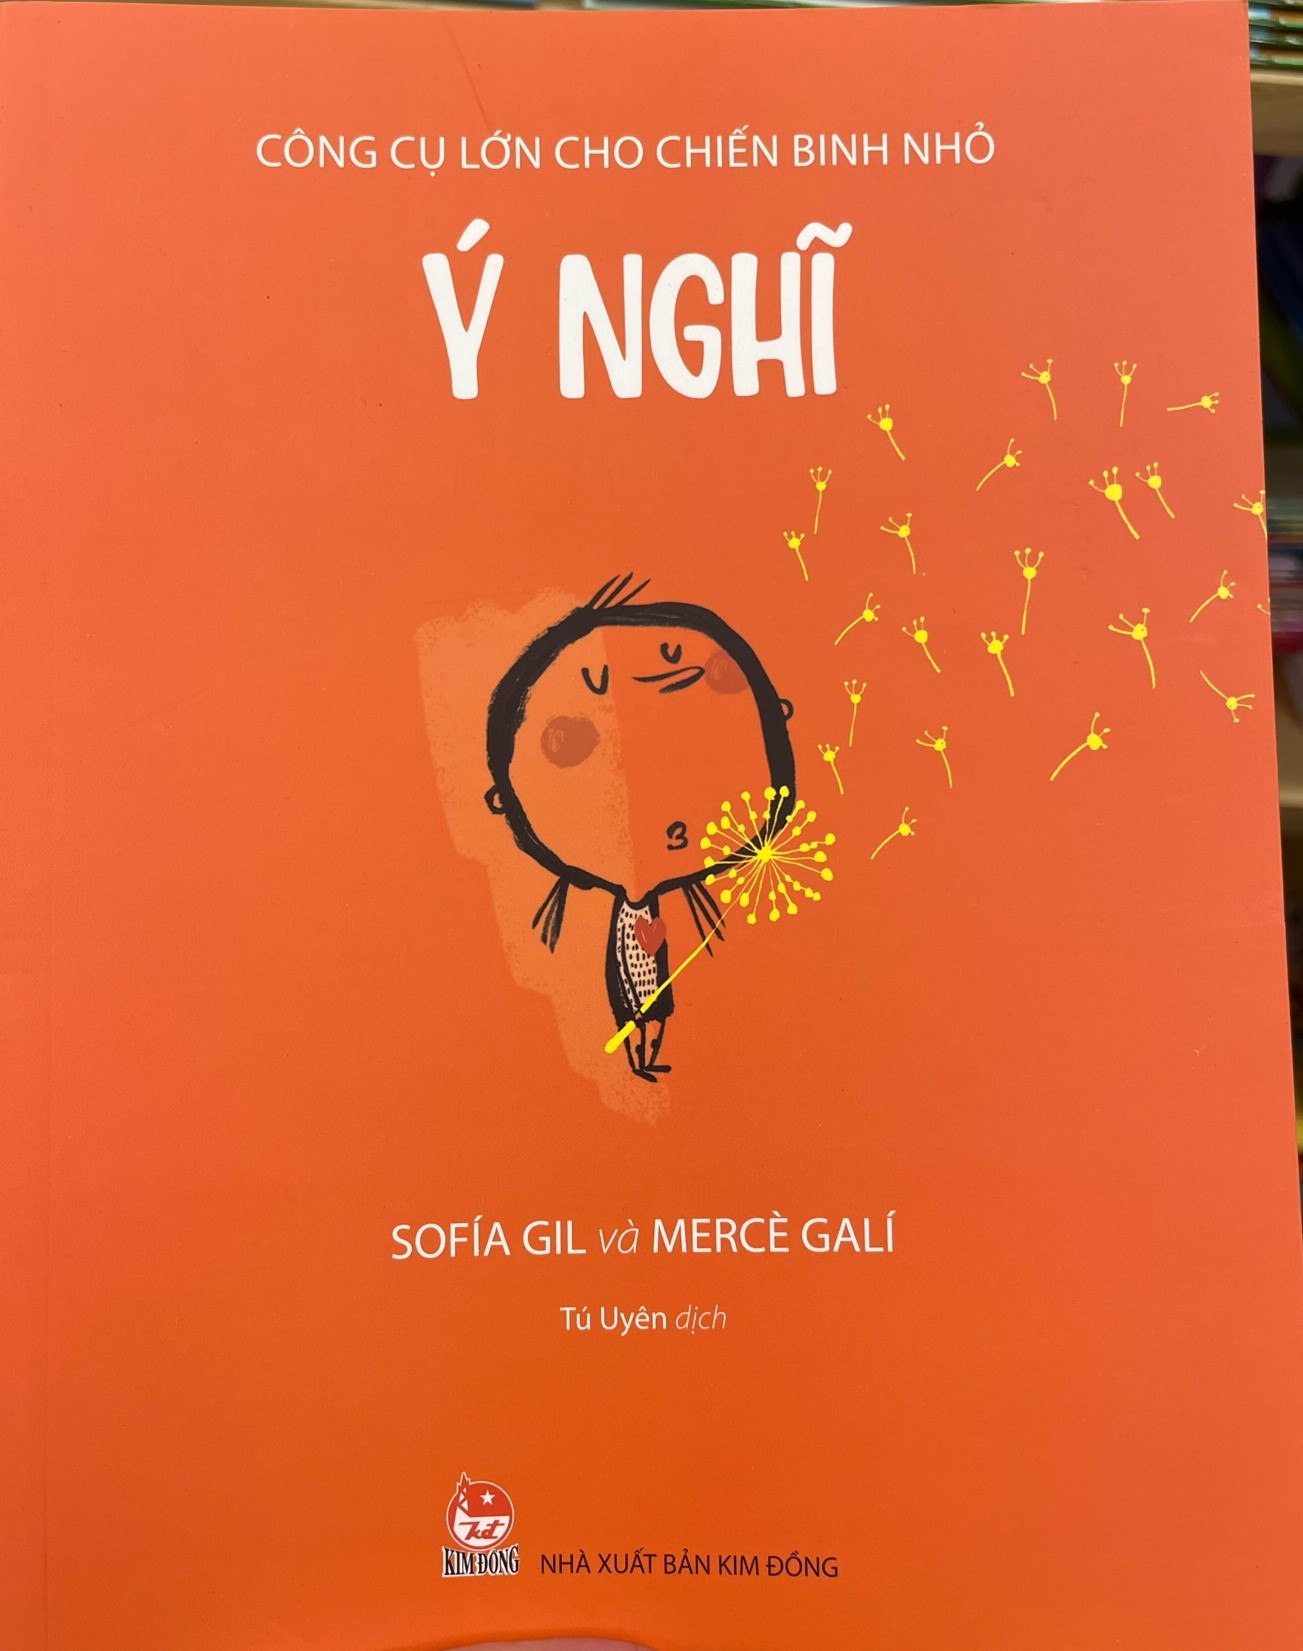 CÔNG CỤ LỚN CHO CHIẾN BINH NHỎ
Ý NGHĨ
SOFÍA GIL và MERCÈ GALÍ
Tú Uyên dịch
kđ
KIM ĐỒNG
NHÀ XUẤT BẢN KIM ĐỒNG